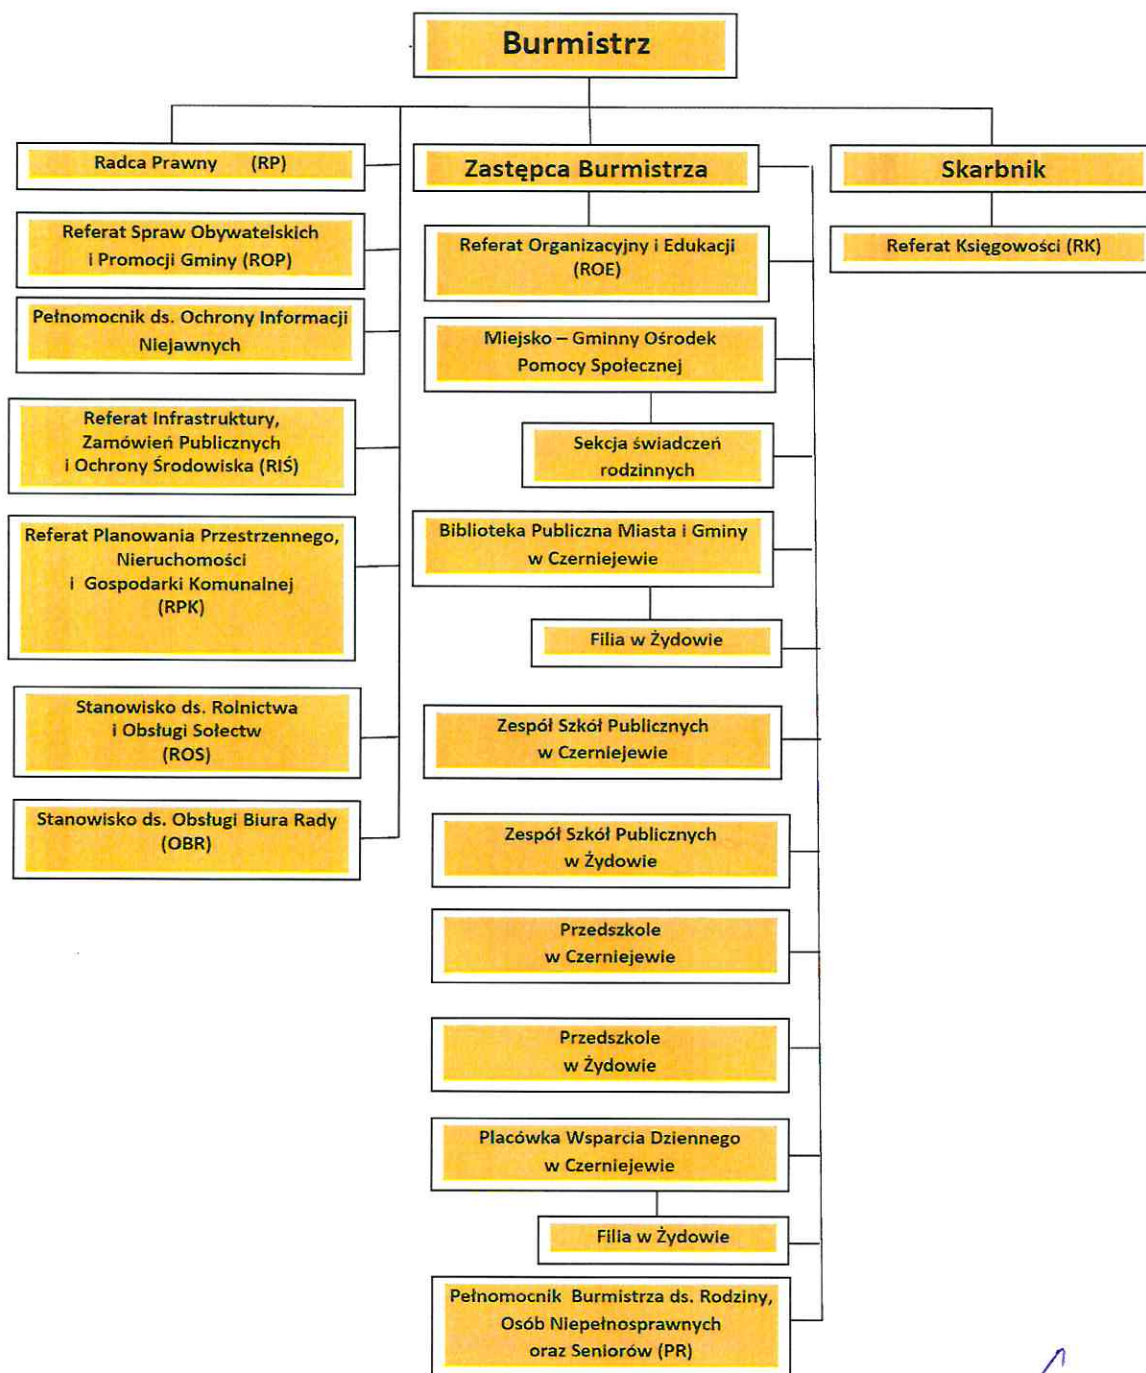 Burmistrz
Radca Prawny (RP)
Referat Spraw Obywatelskich
i Promocji Gminy (ROP)
Pełnomocnik ds. Ochrony Informacji
Niejawnych
Referat Infrastruktury,
Zamówień Publicznych
i Ochrony Środowiska (RIŚ)
Referat Planowania Przestrzennego,
Nieruchomości
i Gospodarki Komunalnej
(RPK)
Stanowisko ds. Rolnictwa
i Obsługi Sołectw
(ROS)
Stanowisko ds. Obsługi Biura Rady
(OBR)
Zastępca Burmistrza
Referat Organizacyjny i Edukacji
(ROE)
Miejsko – Gminny Ośrodek
Pomocy Społecznej
Sekcja świadczeń
rodzinnych
Biblioteka Publiczna Miasta i Gminy
w Czerniejewie
Filia w Żydowie
Zespół Szkół Publicznych
w Czerniejewie
Zespół Szkół Publicznych
w Żydowie
Przedszkole
w Czerniejewie
Przedszkole
w Żydowie
Placówka Wsparcia Dziennego
w Czerniejewie
Filia w Żydowie
Pełnomocnik Burmistrza ds. Rodziny,
Osób Niepełnosprawnych
oraz Seniorów (PR)
Skarbnik
Referat Księgowości (RK)